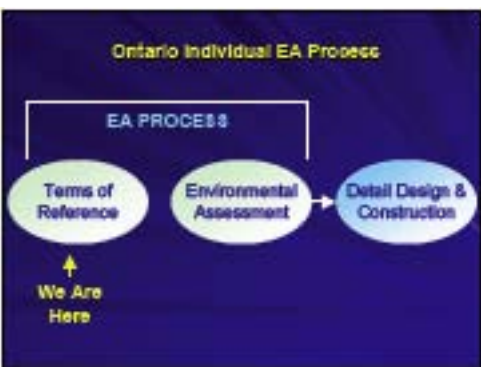 Ontario Individual EA Process
EA PROCESS
Terms of
Reference
Environmental
Assessment
Detail Design &
Construction
We Are
Here